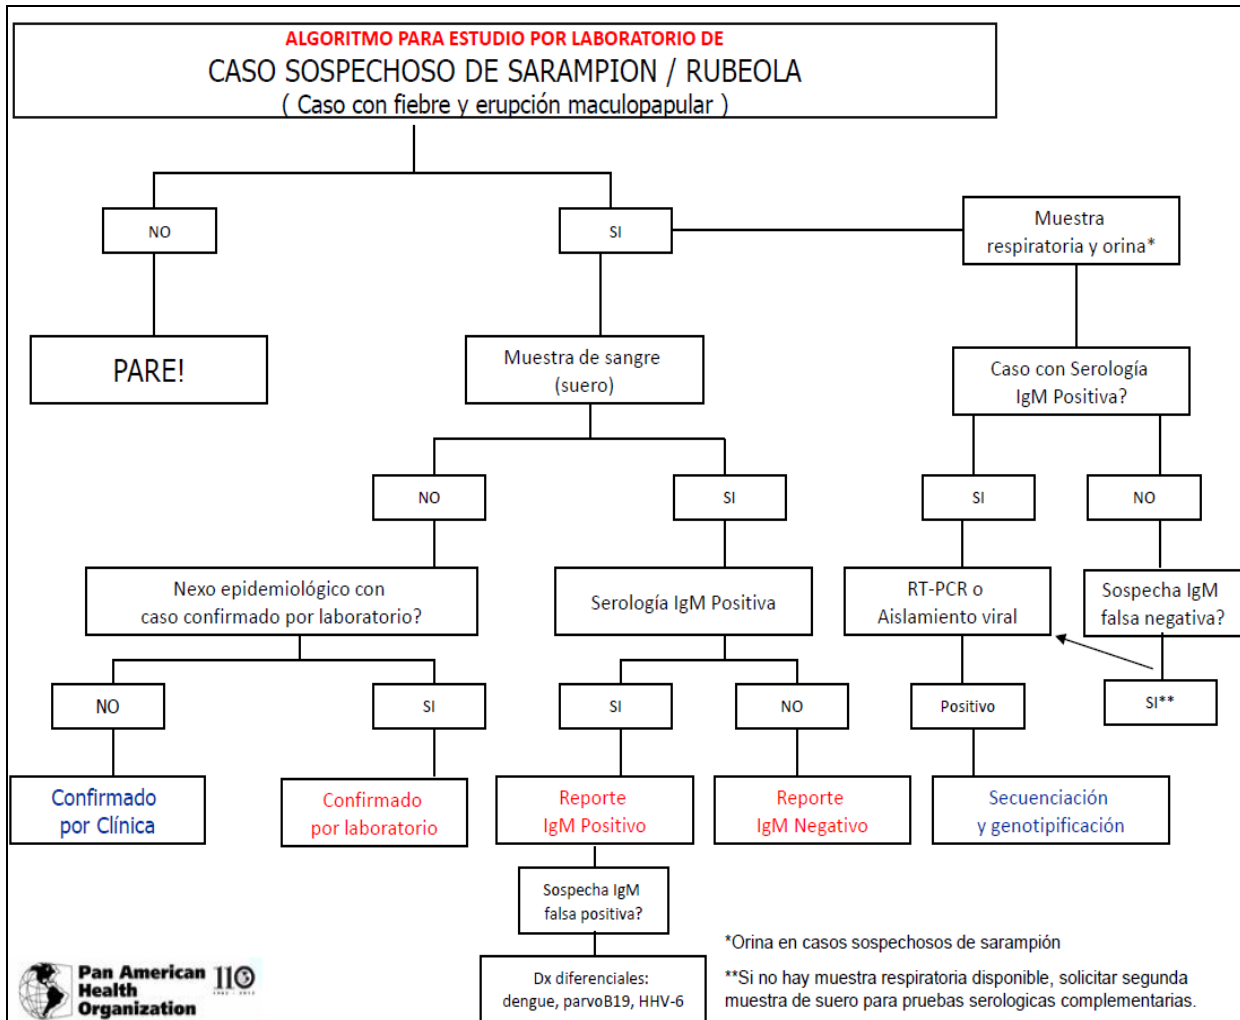 ALGORITMO PARA ESTUDIO POR LABORATORIO DE
CASO SOSPECHOSO DE SARAMPION / RUBEOLA
( Caso con fiebre y erupción maculopapular )
NO
SI
Muestra
respiratoria y orina*
PARE!
Muestra de sangre
(suero)
Caso con Serología
IgM Positiva?
NO
SI
SI
NO
Nexo epidemiológico con
caso confirmado por laboratorio?
Serología IgM Positiva
RT-PCR o
Aislamiento viral
Sospecha IgM
falsa negativa?
NO
SI
SI
NO
Positivo
SI**
Confirmado
por Clínica
Confirmado
por laboratorio
Reporte
IgM Positivo
Reporte
IgM Negativo
Secuenciación
y genotipificación
Sospecha IgM
falsa positiva?
Dx diferenciales:
dengue, parvoB19, HHV-6
*Orina en casos sospechosos de sarampión
**Si no hay muestra respiratoria disponible, solicitar segunda
muestra de suero para pruebas serologicas complementarias.
Pan American
Health
Organization
110